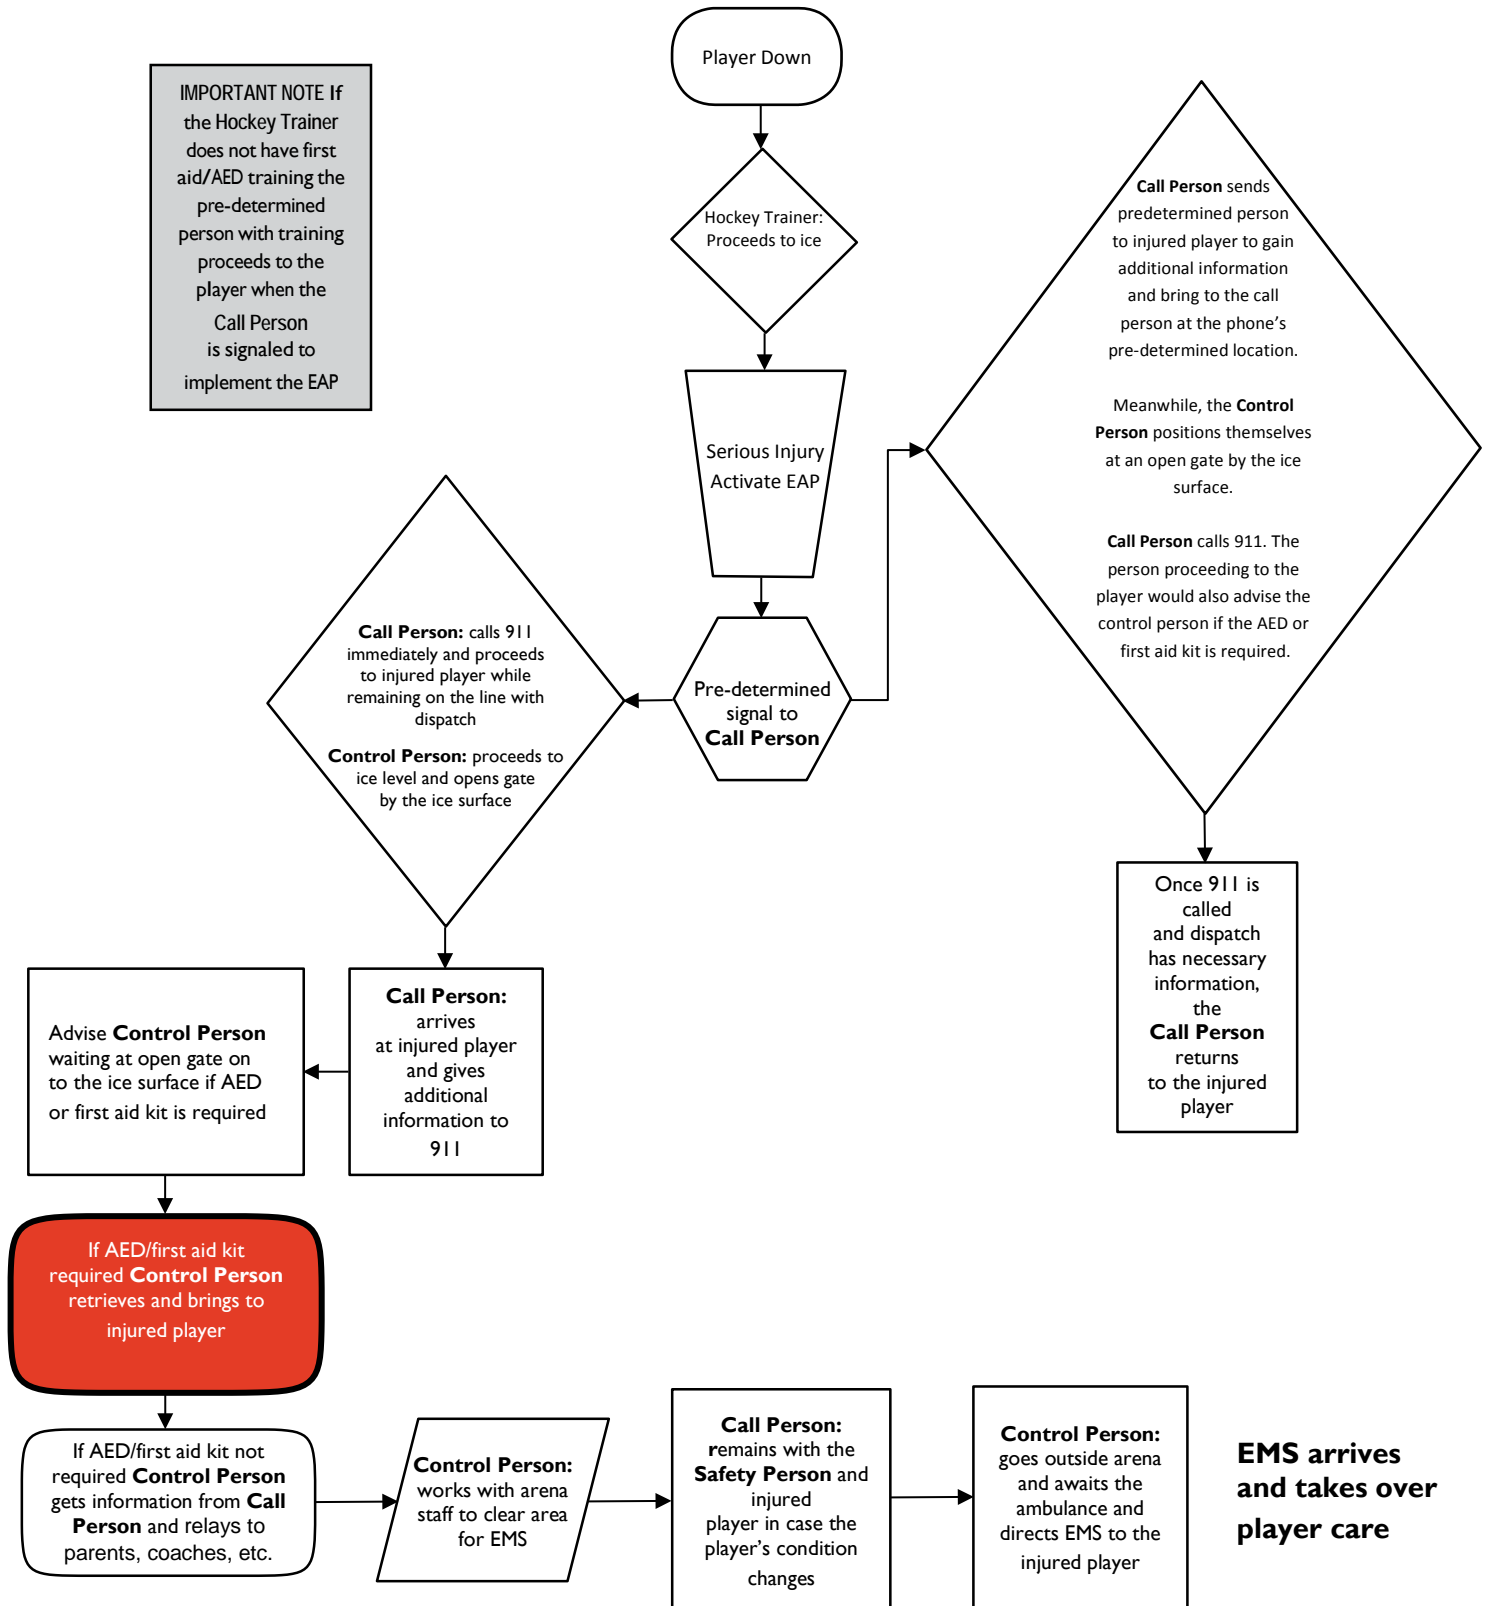 Player Down
IMPORTANT NOTE If
the Hockey Trainer
does not have first
aid/AED training the
pre-determined
person with training
proceeds to the
player when the
Call Person
is signaled to
implement the EAP
Hockey Trainer:
Proceeds to ice
Call Person sends
predetermined person
to injured player to gain
additional information
and bring to the call
person at the phone’s
pre-determined location.
Meanwhile, the Control
Person positions themselves
at an open gate by the ice
surface.
Call Person calls 911. The
person proceeding to the
player would also advise the
control person if the AED or
first aid kit is required.
Serious Injury
Activate EAP
Call Person: calls 911
immediately and proceeds
to injured player while
remaining on the line with
dispatch
Control Person: proceeds to
ice level and opens gate
by the ice surface
Pre-determined
signal to
Call Person
Once 911 is
called
and dispatch
has necessary
information,
the
Call Person
returns
to the injured
player
Call Person:
arrives
at injured player
and gives
additional
information to
911
Advise Control Person
waiting at open gate on
to the ice surface if AED
or first aid kit is required
If AED/first aid kit
required Control Person
retrieves and brings to
injured player
If AED/first aid kit not
required Control Person
gets information from Call
Person and relays to
parents, coaches, etc.
Control Person:
works with arena
staff to clear area
for EMS
Call Person:
remains with the
Safety Person and
injured
player in case the
player’s condition
changes
Control Person:
goes outside arena
and awaits the
ambulance and
directs EMS to the
injured player
EMS arrives
and takes over
player care